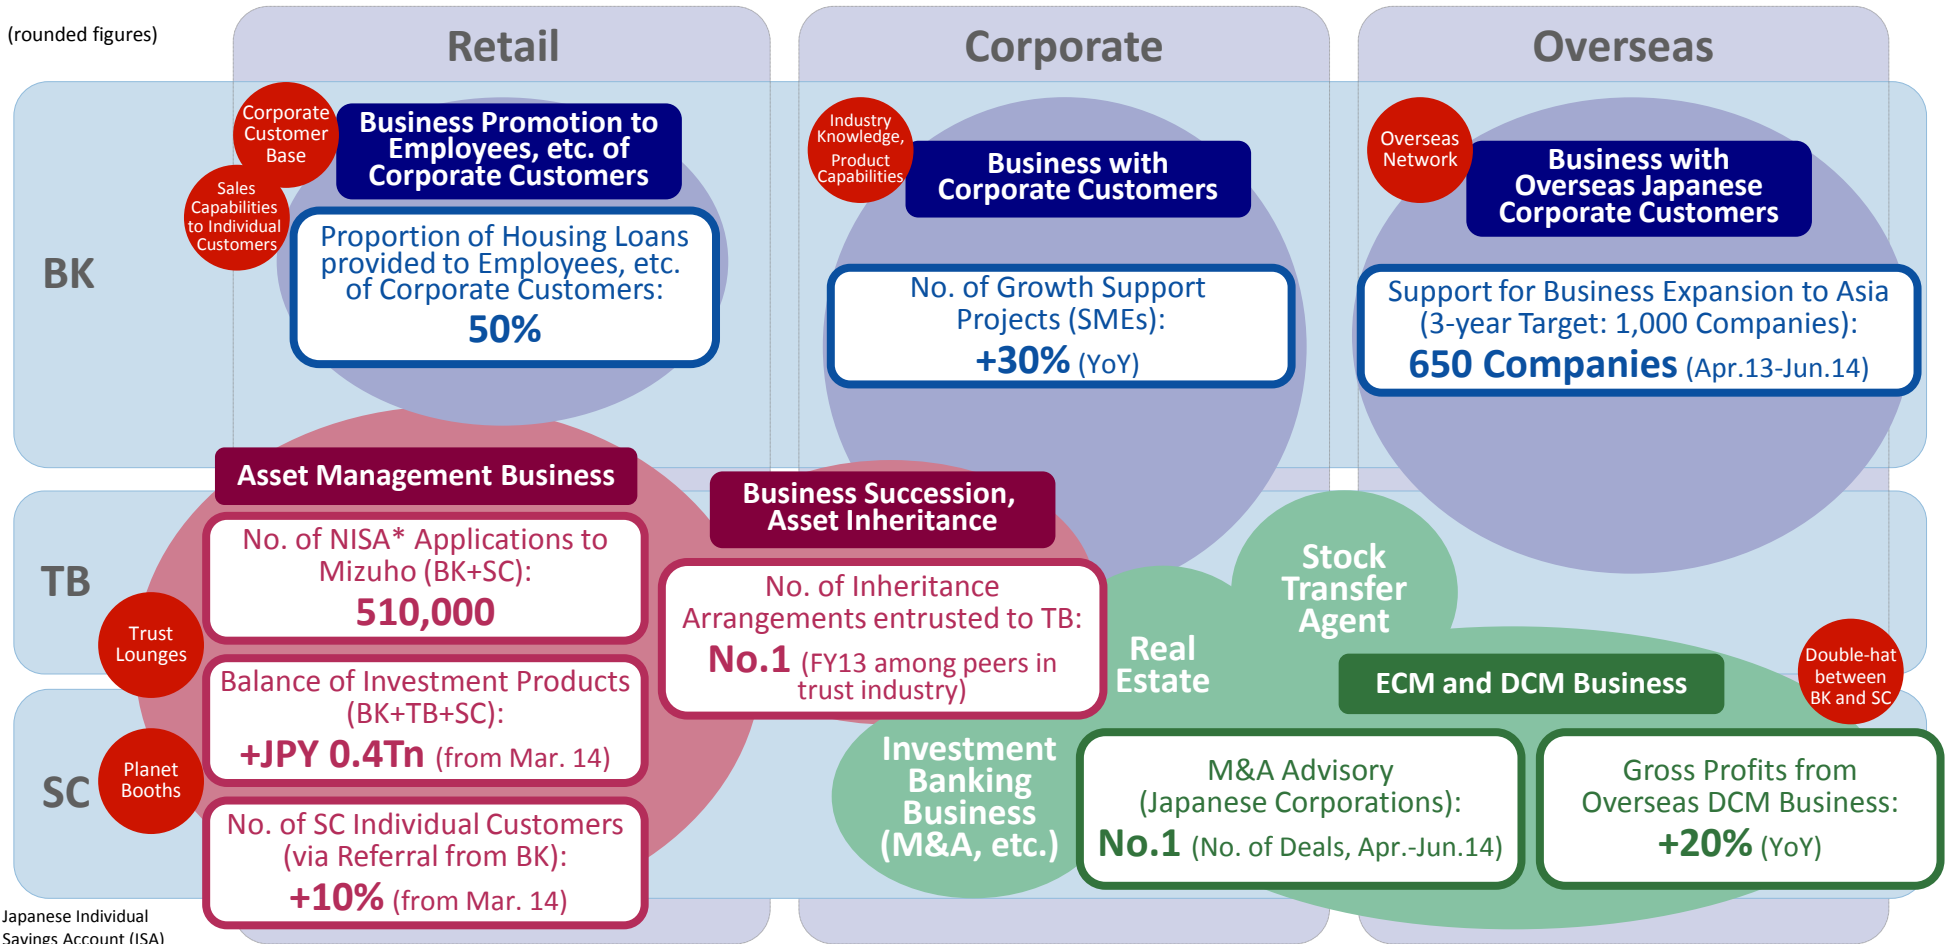 (rounded figures)
Retail
Corporate
Overseas
BK
Corporate
Customer
Base
Sales
Capabilities
to Individual
Customers
Business Promotion to
Employees, etc. of
Corporate Customers
Proportion of Housing Loans
provided to Employees, etc.
of Corporate Customers:
50%
Industry
Knowledge,
Product
Capabilities
Business with
Corporate Customers
No. of Growth Support
Projects (SMEs):
+30% (YoY)
Overseas
Network
Business with
Overseas Japanese
Corporate Customers
Support for Business Expansion to Asia
(3-year Target: 1,000 Companies):
650 Companies (Apr.13-Jun.14)
TB
Asset Management Business
No. of NISA* Applications to
Mizuho (BK+SC):
510,000
Trust
Lounges
Balance of Investment Products
(BK+TB+SC):
+JPY 0.4Tn (from Mar. 14)
Business Succession,
Asset Inheritance
No. of Inheritance
Arrangements entrusted to TB:
No.1 (FY13 among peers in
trust industry)
Stock
Transfer
Agent
Real
Estate
ECM and DCM Business
Double-hat
between
BK and SC
SC
Planet
Booths
No. of SC Individual Customers
(via Referral from BK):
+10% (from Mar. 14)
Investment
Banking
Business
(M&A, etc.)
M&A Advisory
(Japanese Corporations):
No.1 (No. of Deals, Apr.-Jun.14)
Gross Profits from
Overseas DCM Business:
+20% (YoY)
Japanese Individual
Savings Account (ISA)